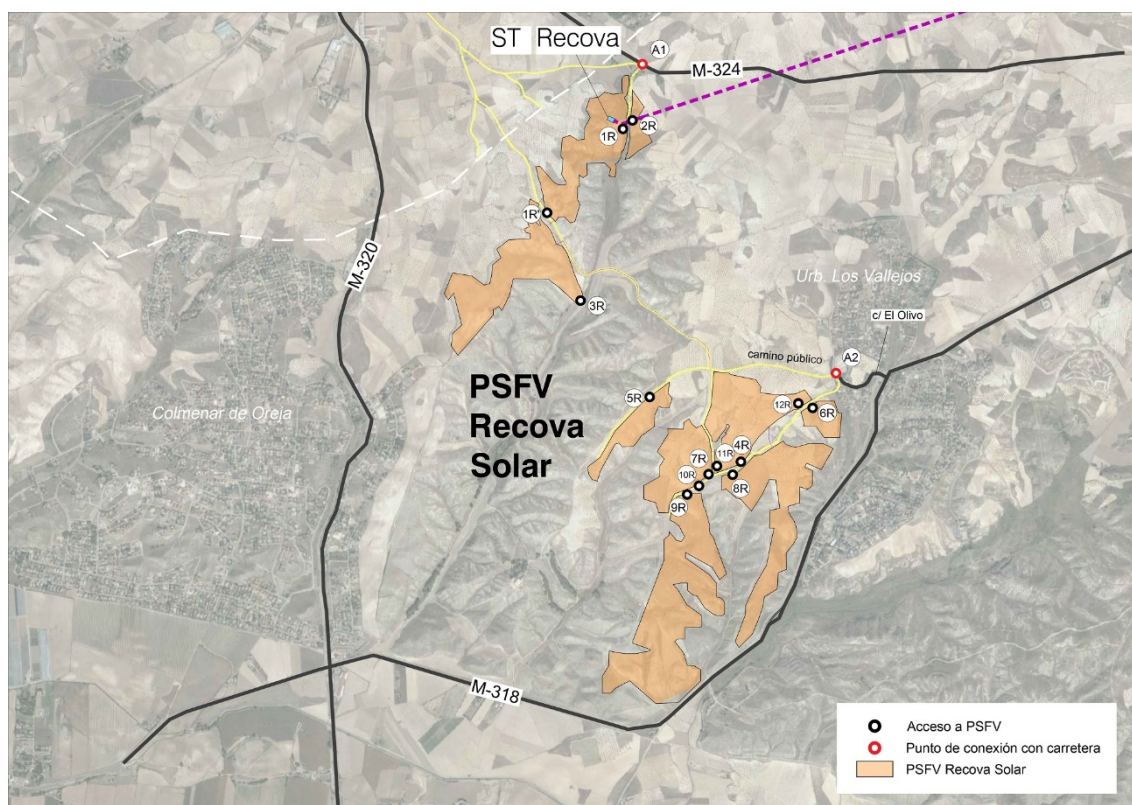 ST Recova
A1
M-324
2R
1R
1R'
M-320
3R
Urb. Los Vallejos
c/ El Olivo
camino público
A2
PSFV
Recova
Solar
Colmenar de Oreja
5R
12R
6R
4R
11R
7R
10R
8R
9R
M-318
Acceso a PSFV
Punto de conexión con carretera
PSFV Recova Solar